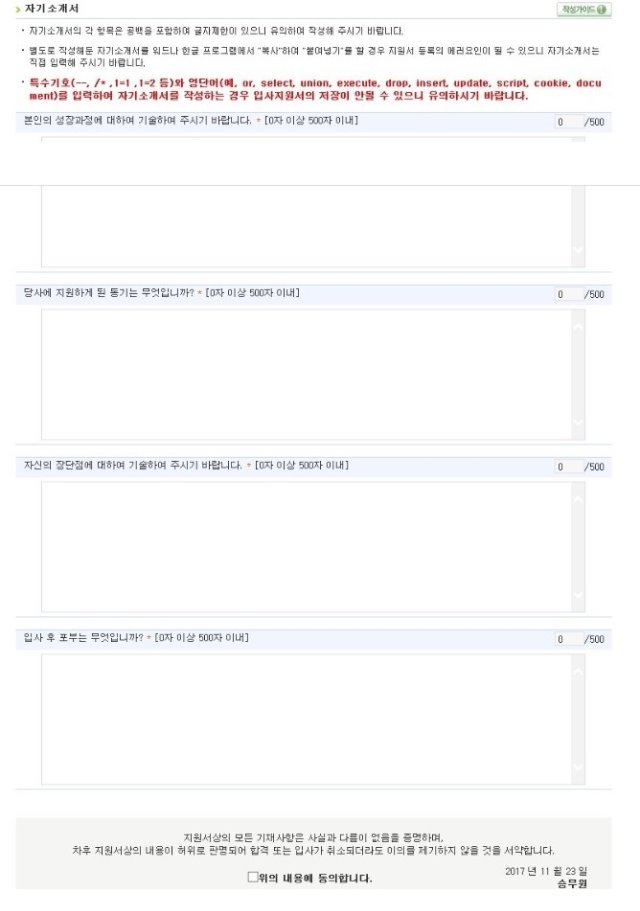 자기소개서
작성가이드
· 자기소개서의 각 항목은 공백을 포함하여 글자제한이 있으니 유의하여 작성해 주시기 바랍니다.
· 별도로 작성해둔 자기소개서를 워드나 한글 프로그램에서 "복사"하여 "붙여넣기"를 할 경우 지원서 등록의 에러요인이 될 수 있으니 자기소개서는
직접 입력해 주시기 바랍니다.
· 특수기호(--, /* ,1=1 ,1=2 등)와 영단어(예, or, select, union, execute, drop, insert, update, script, cookie, docu
ment)를 입력하여 자기소개서를 작성하는 경우 입사지원서의 저장이 안될 수 있으니 유의하시기 바랍니다.
본인의 성장과정에 대하여 기술하여 주시기 바랍니다. * [0자 이상 500자 이내] 0 /500
당사에 지원하게 된 동기는 무엇입니까? * [0자 이상 500자 이내] 0 /500
자신의 장단점에 대하여 기술하여 주시기 바랍니다. * [0자 이상 500자 이내] 0 /500
입사 후 포부는 무엇입니까? * [0자 이상 500자 이내] 0 /500
지원서상의 모든 기재사항은 사실과 다름이 없음를 증명하며,
차후 지원서상의 내용이 허위로 판명되어 합격 또는 입사가 취소되더라도 이의를 제기하지 않을 것을 서약합니다.
위의 내용에 동의합니다.
2017 년 11 월 23 일
승무원